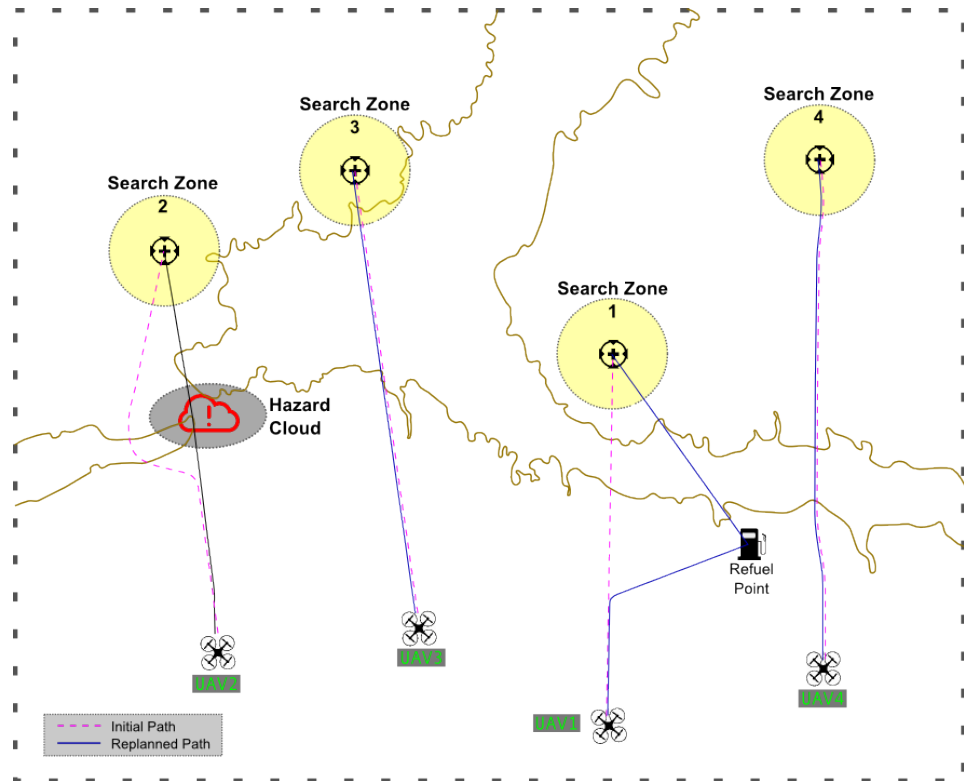 Search Zone
4
Search Zone
3
Search Zone
2
Search Zone
1
Hazard
Cloud
Refuel
Point
UAV3
UAV2
UAV4
UAV1
Initial Path
Replanned Path